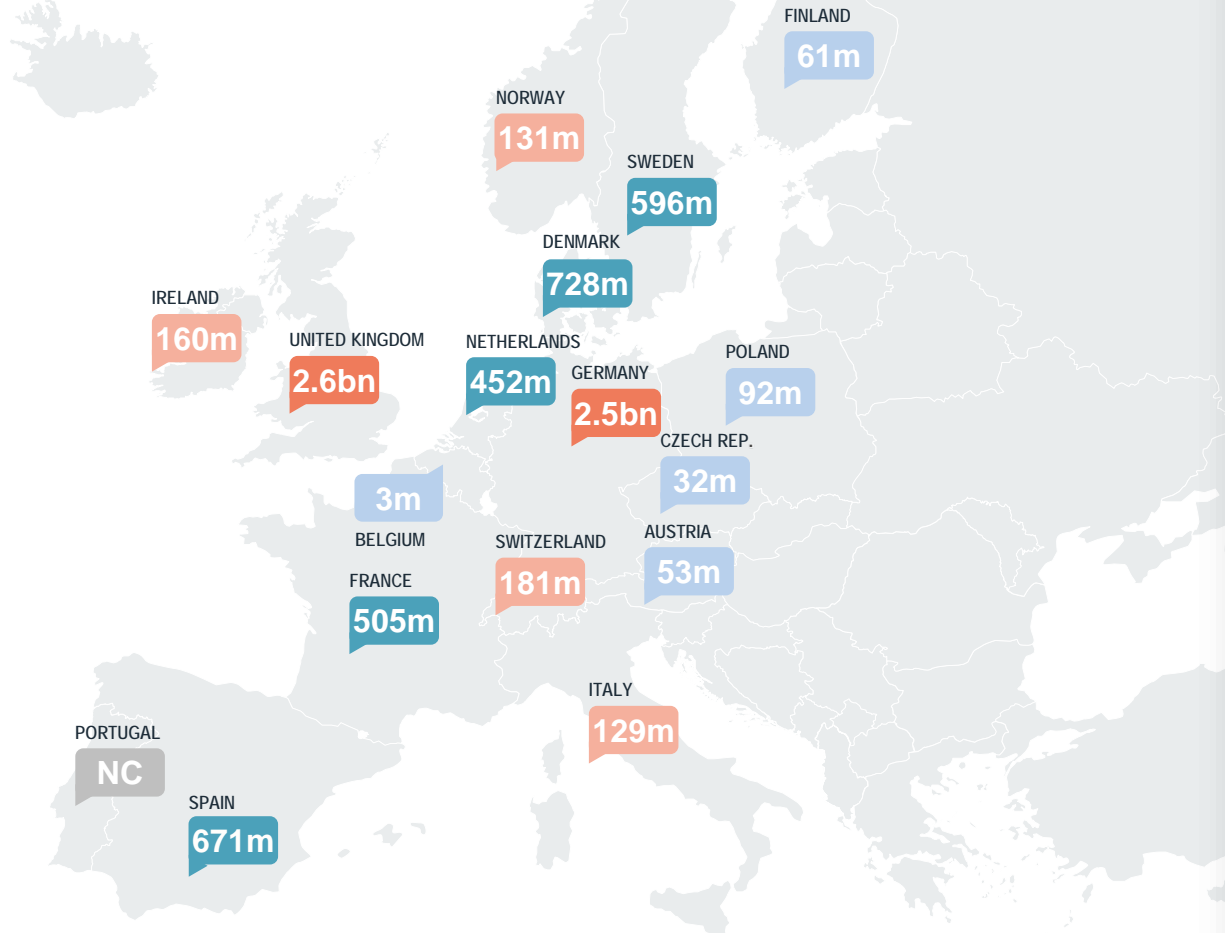 FINLAND
61m
NORWAY
131m
SWEDEN
596m
DENMARK
728m
IRELAND
160m
UNITED KINGDOM
2.6bn
NETHERLANDS
452m
GERMANY
2.5bn
POLAND
92m
CZECH REP.
32m
3m
BELGIUM
SWITZERLAND
181m
AUSTRIA
53m
FRANCE
505m
ITALY
129m
PORTUGAL
NC
SPAIN
671m